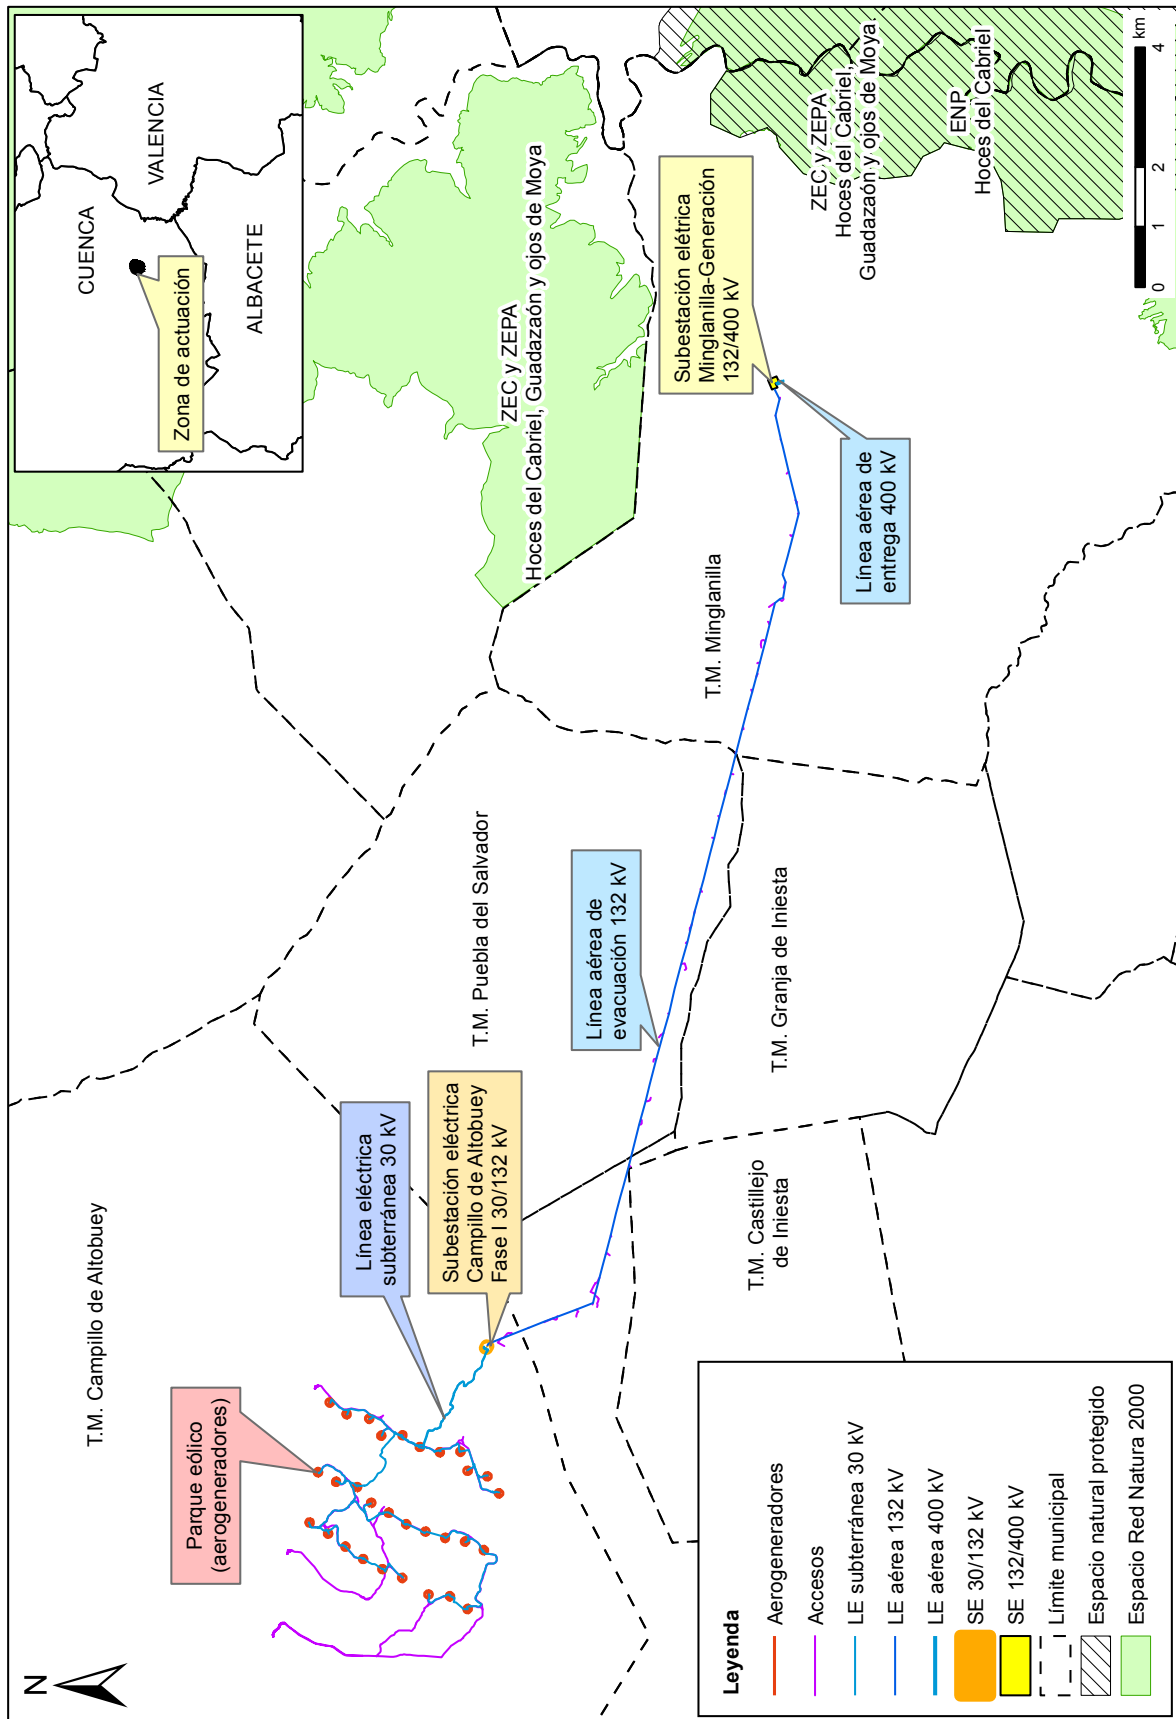 N
T.M. Campillo de Altobuey
Parque eólico
(aerogeneradores)
Línea eléctrica
subterránea 30 kV
Subestación eléctrica
Campillo de Altobuey
Fase I 30/132 kV
T.M. Puebla del Salvador
Línea aérea de
evacuación 132 kV
T.M. Castillejo
de Iniesta
T.M. Granja de Iniesta
T.M. Minglanilla
ZEC y ZEPA
Hoces del Cabriel, Guadazaón y ojos de Moya
Subestación elétrica
Minglanilla-Generación
132/400 kV
Línea aérea de
entrega 400 kV
ZEC y ZEPA
Hoces del Cabriel,
Guadazaón y ojos de Moya
ENP
Hoces del Cabriel
CUENCA
VALENCIA
ALBACETE
Zona de actuación
Leyenda
Aerogeneradores
Accesos
LE subterránea 30 kV
LE aérea 132 kV
LE aérea 400 kV
SE 30/132 kV
SE 132/400 kV
Límite municipal
Espacio natural protegido
Espacio Red Natura 2000
0 1 2 4
km